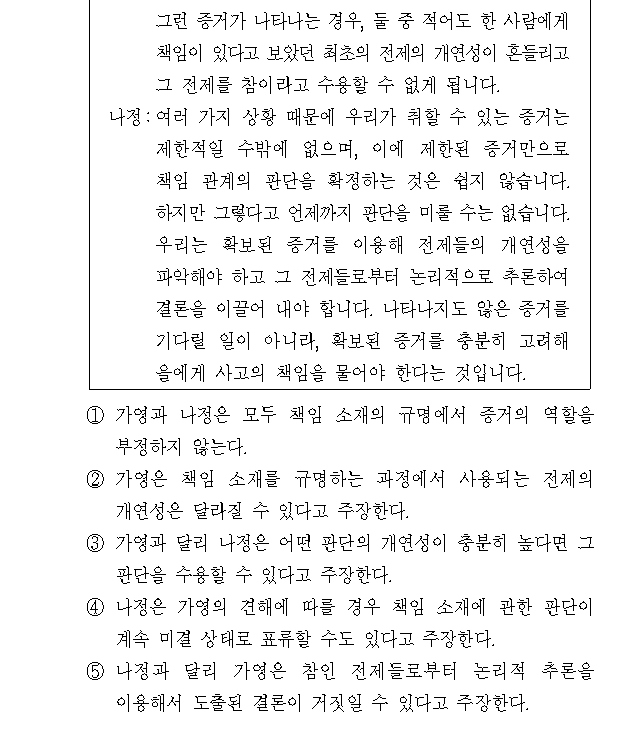 그런 증거가 나타나는 경우, 둘 중 적어도 한 사람에게
책임이 있다고 보았던 최초의 전제의 개연성이 흔들리고
그 전제를 참이라고 수용할 수 없게 됩니다.
나정: 여러 가지 상황 때문에 우리가 취할 수 있는 증거는
제한적일 수밖에 없으며, 이에 제한된 증거만으로
책임 관계의 판단을 확정하는 것은 쉽지 않습니다.
하지만 그렇다고 언제까지 판단을 미룰 수는 없습니다.
우리는 확보된 증거를 이용해 전제들의 개연성을
파악해야 하고 그 전제들로부터 논리적으로 추론하여
결론을 이끌어 내야 합니다. 나타나지도 않은 증거를
기다릴 일이 아니라, 확보된 증거를 충분히 고려해
을에게 사고의 책임을 물어야 한다는 것입니다.
① 가영과 나정은 모두 책임 소재의 규명에서 증거의 역할을
부정하지 않는다.
② 가영은 책임 소재를 규명하는 과정에서 사용되는 전제의
개연성은 달라질 수 있다고 주장한다.
③ 가영과 달리 나정은 어떤 판단의 개연성이 충분히 높다면 그
판단을 수용할 수 있다고 주장한다.
④ 나정은 가영의 견해에 따를 경우 책임 소재에 관한 판단이
계속 미결 상태로 표류할 수도 있다고 주장한다.
⑤ 나정과 달리 가영은 참인 전제들로부터 논리적 추론을
이용해서 도출된 결론이 거짓일 수 있다고 주장한다.